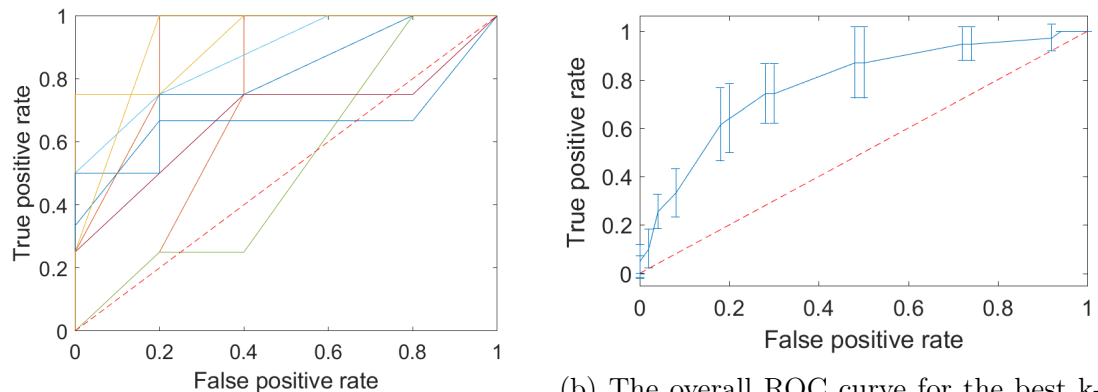 1
0.8
0.6
0.4
0.2
0
0 0.2 0.4 0.6 0.8 1
True positive rate
False positive rate
1
0.8
0.6
0.4
0.2
0
0 0.2 0.4 0.6 0.8 1
True positive rate
False positive rate
(b) The overall ROC curve for the best k-